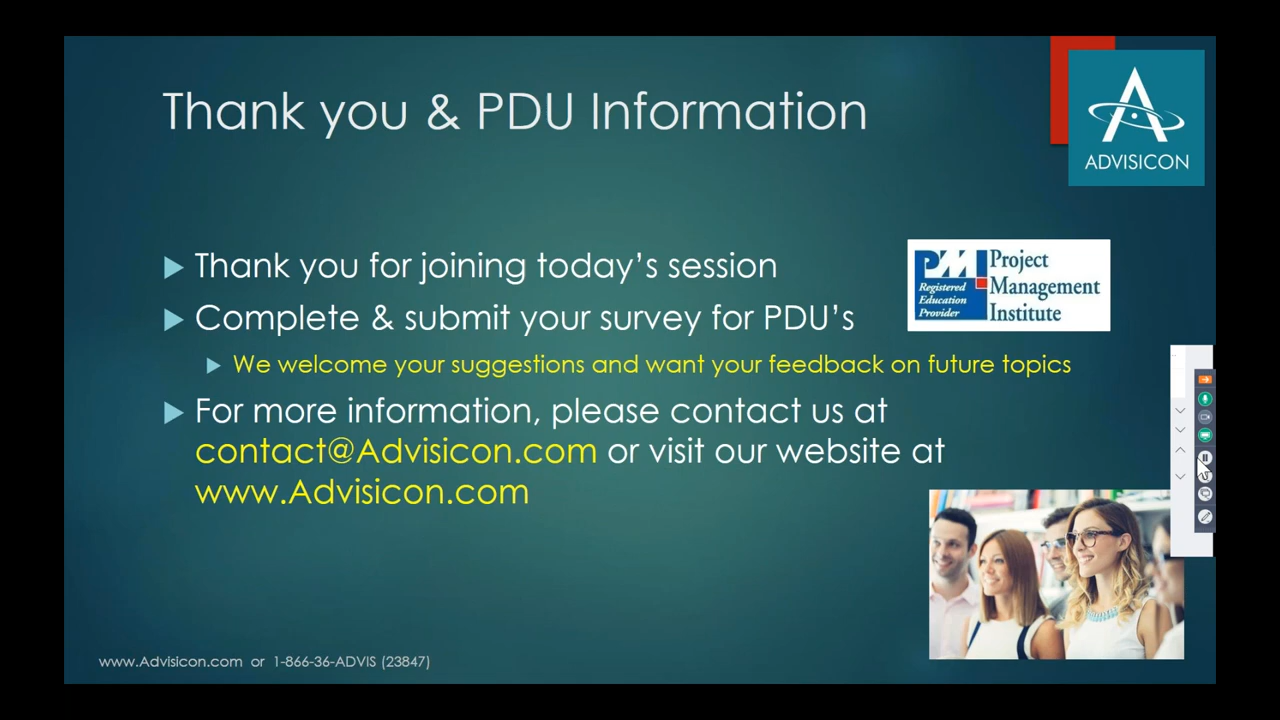 Thank you & PDU Information
ADVISICON
Thank you for joining today's session
Complete & submit your survey for PDU's
We welcome your suggestions and want your feedback on future topics
For more information, please contact us at
contact@Advisicon.com or visit our website at
www.Advisicon.com
PMI
Registered
Education
Provider
Project
Management
Institute
www.Advisicon.com or 1-866-36-ADVIS (23847)